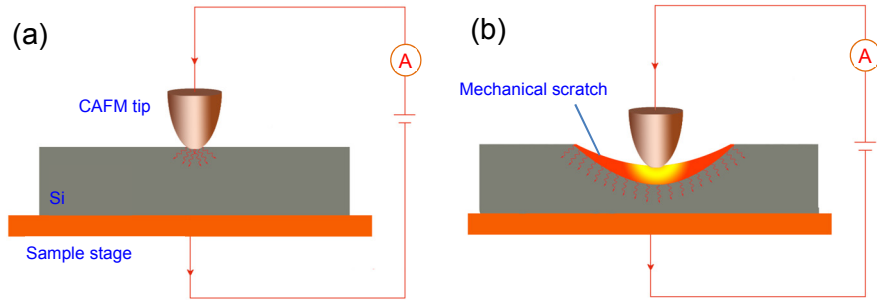 (a)
A
CAFM tip
Si
Sample stage
(b)
A
Mechanical scratch